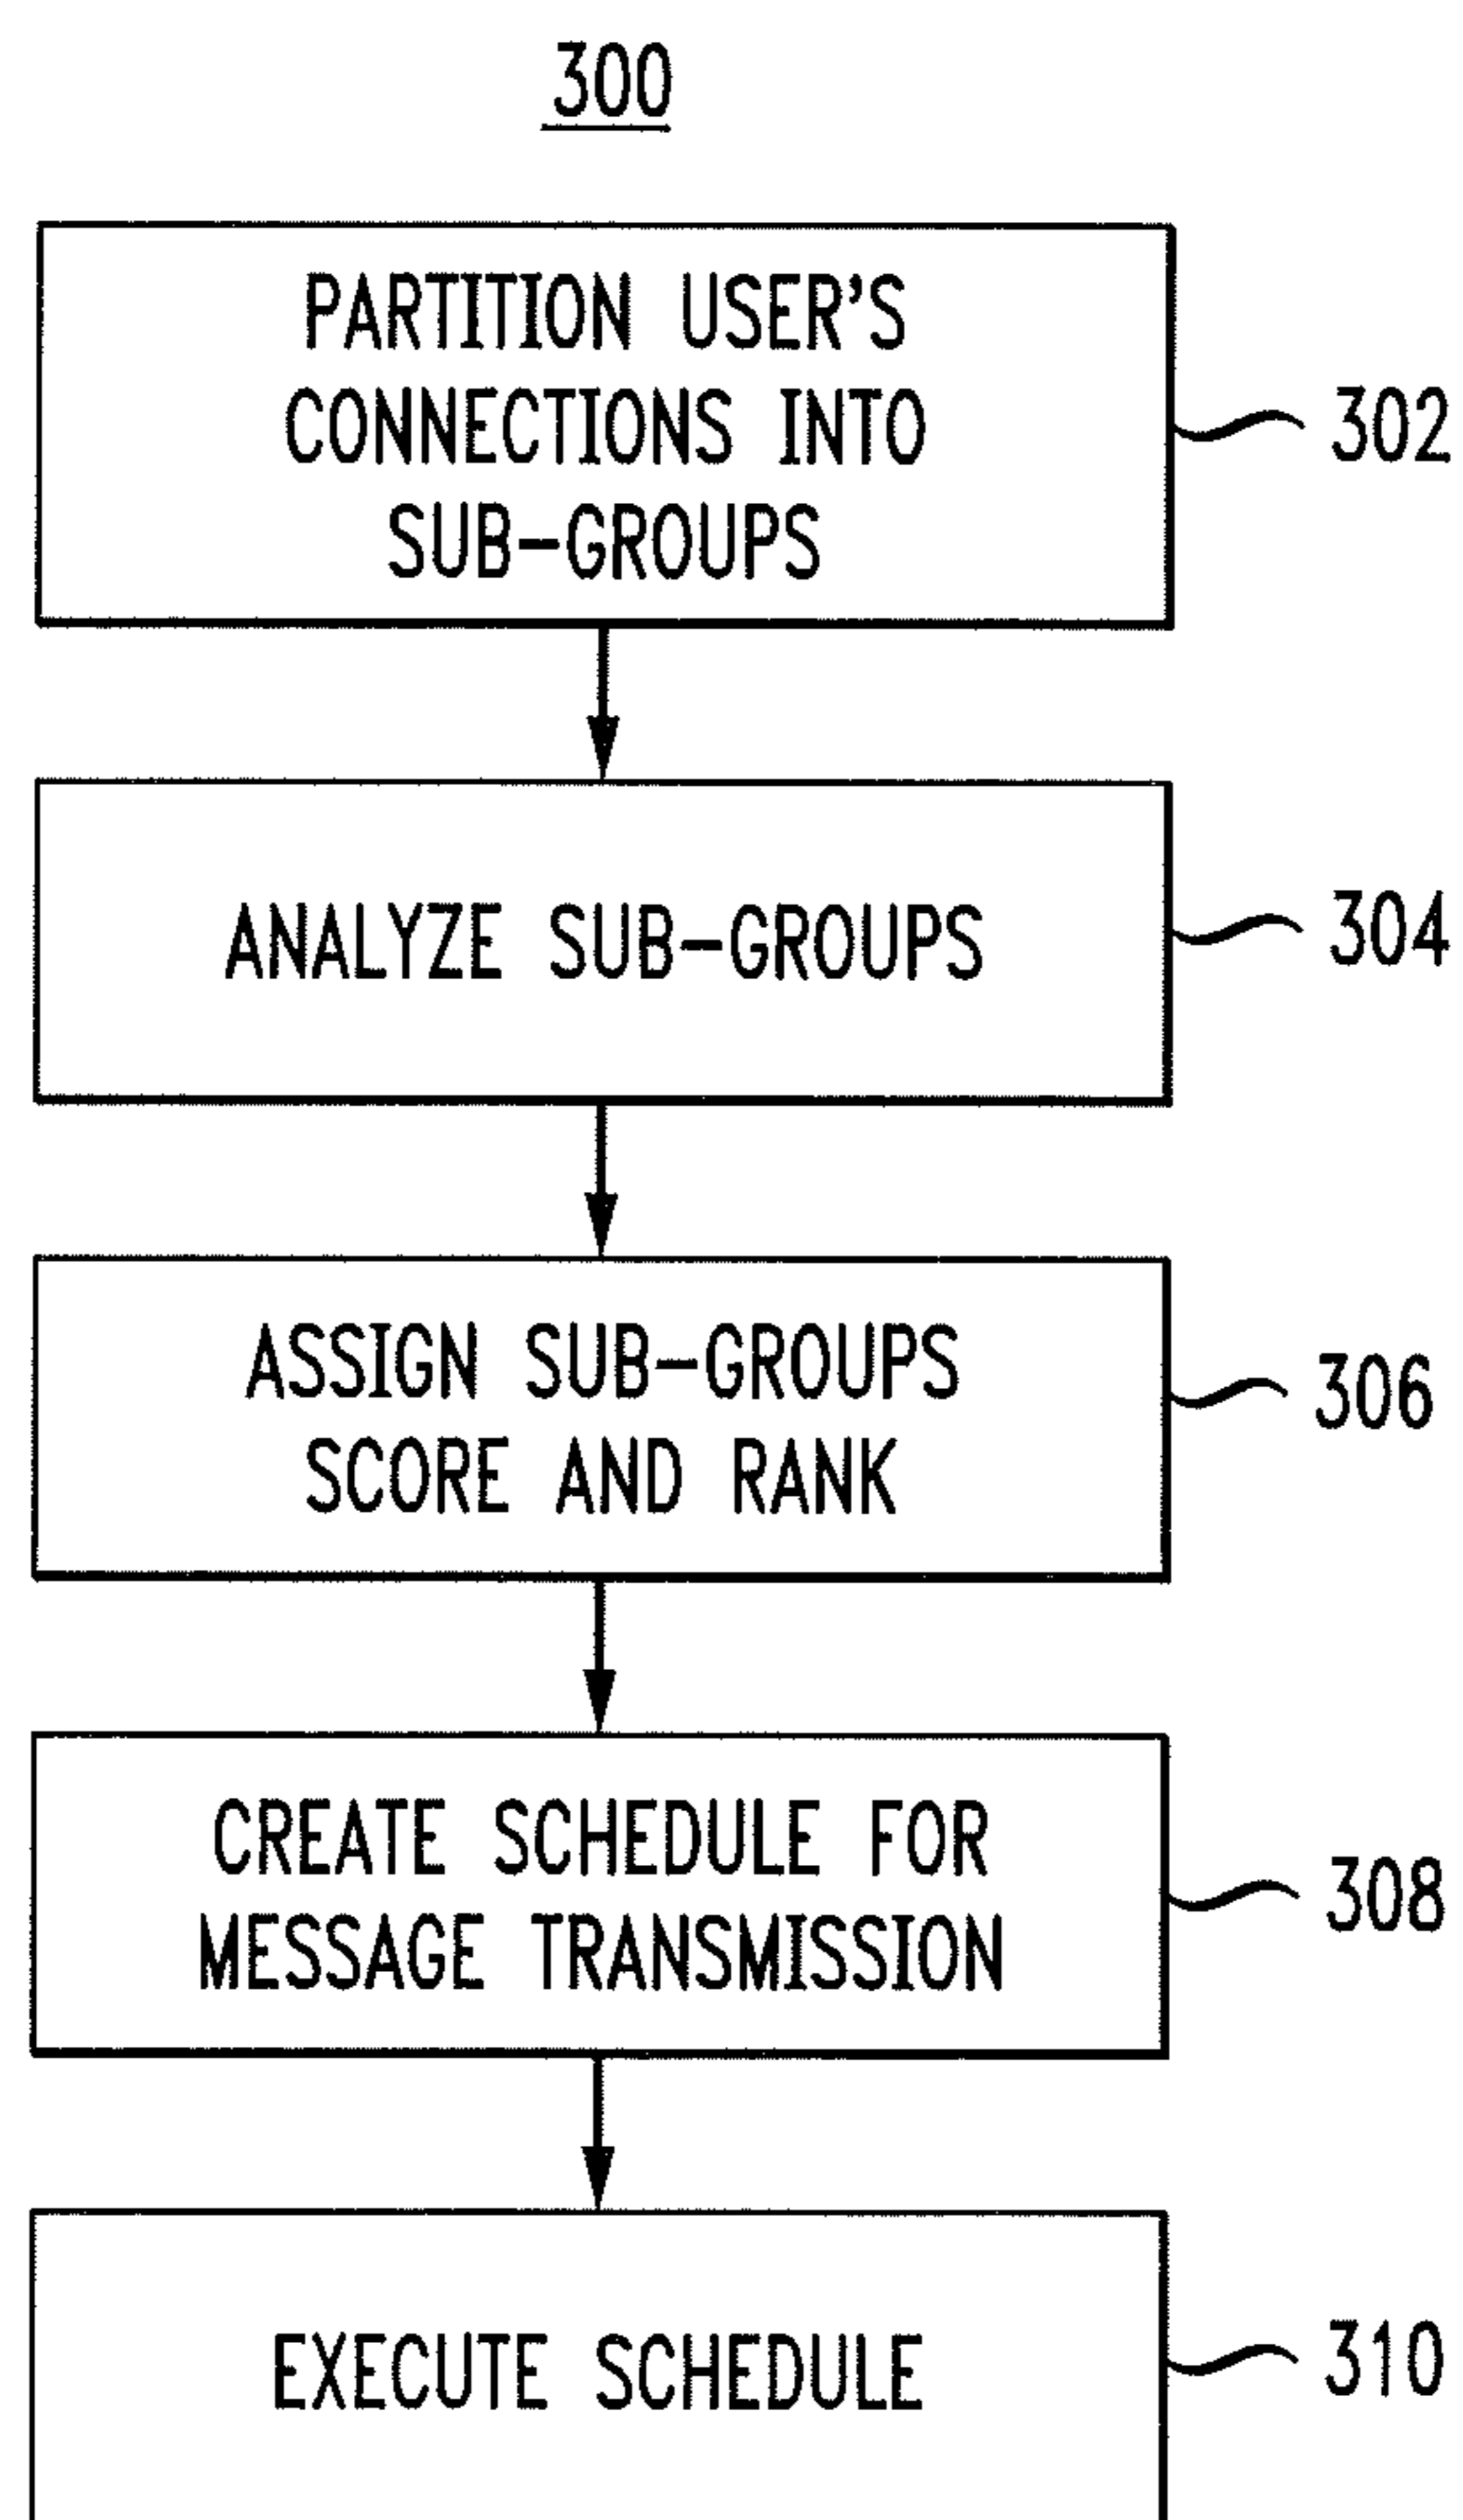 300
PARTITION USER'S
CONNECTIONS INTO
SUB-GROUPS
302
ANALYZE SUB-GROUPS
304
ASSIGN SUB-GROUPS
SCORE AND RANK
306
CREATE SCHEDULE FOR
MESSAGE TRANSMISSION
308
EXECUTE SCHEDULE
310